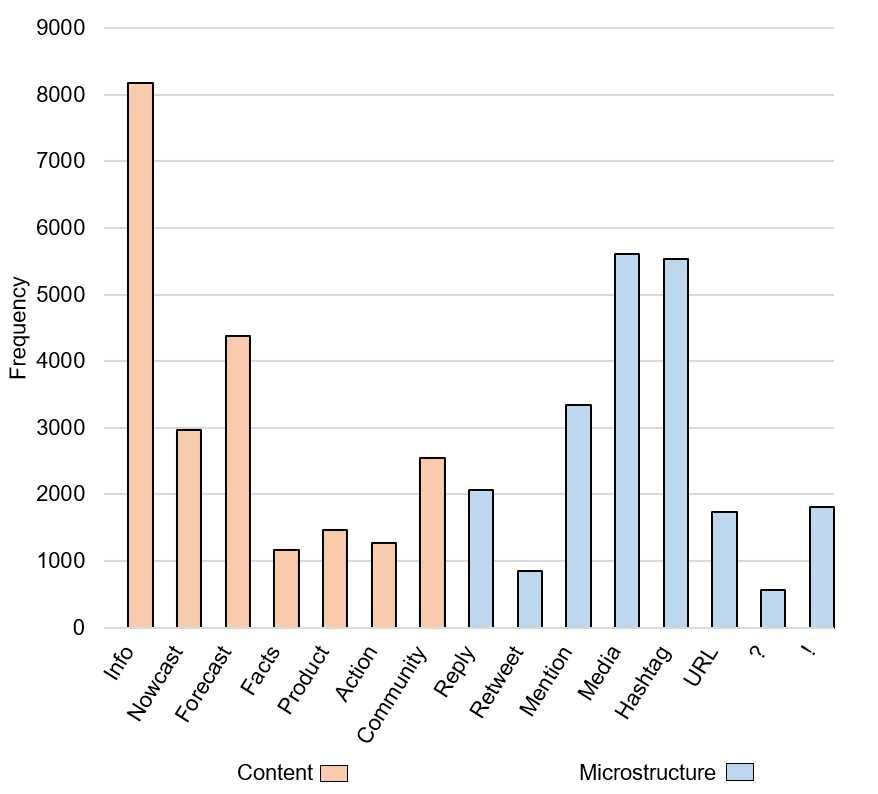 9000
8000
7000
6000
5000
4000
3000
2000
1000
0
Frequency
Info
Nowcast
Forecast
Facts
Product
Action
Community
Reply
Retweet
Mention
Media
Hashtag
URL
?
!
Content
Microstructure